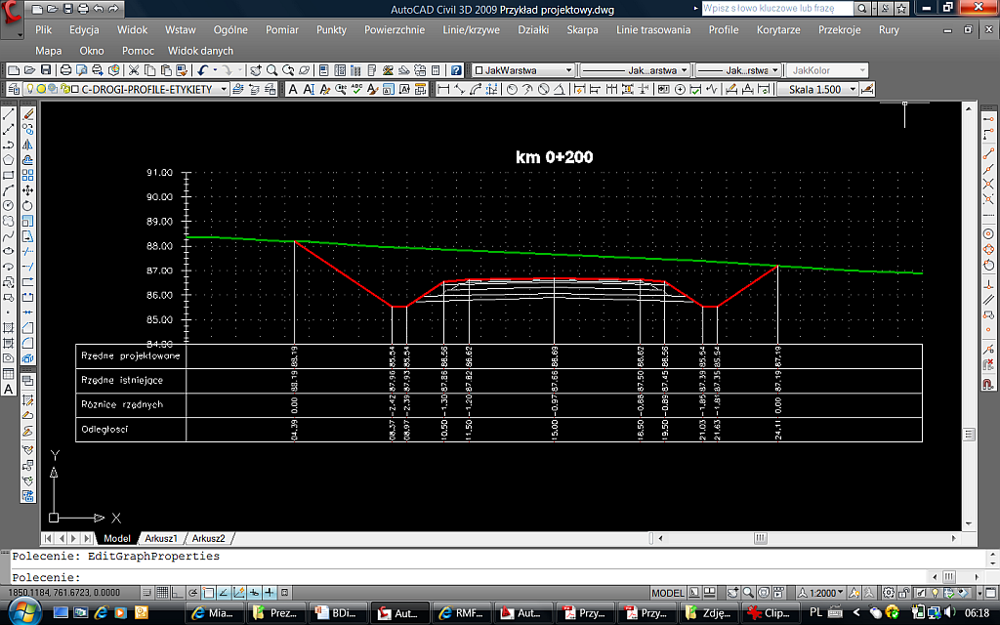 AutoCAD Civil 3D 2009 Przykład projektowy.dwg
Wpisz słowo kluczowe lub frazę
Plik Edycja Widok Wstaw Ogólne Pomiar Punkty Powierzchnie Linie/krzywe Działki Skarpa Linie trasowania Profile Korytarze Przekroje Rury
Mapa Okno Pomoc Widok danych
JakWarstwa Jak...arstwa Jak...rstwa JakKolor
C-DROGI-PROFILE-ETYKIETY Skala 1.500
km 0+200
91.00
90.00
89.00
88.00
87.00
86.00
85.00
84.00
Rzędne projektowane 88.19 85.54 85.54 86.56 86.62 86.69 86.62 86.56 85.54 85.54 87.19
Rzędne istniejące 88.19 87.96 87.93 87.86 87.82 87.66 87.50 87.45 87.39 87.35 87.19
Różnice rzędnych 0.00 -2.42 -2.39 -1.30 -1.20 -0.97 -0.88 -0.89 -1.85 -1.81 0.00
Odległości 04.39 08.37 08.97 10.50 11.50 15.00 18.50 19.50 21.03 21.63 24.11
Y
X
Model Arkusz1 Arkusz2
Polecenie: EditGraphProperties
Polecenie:
1850.1184, 761.6723, 0.0000 MODEL 1:2000
Mia... Prez... BDi... Aut... RMF... Aut... Przy... Przy... Zdję... Clip... PL 06:18